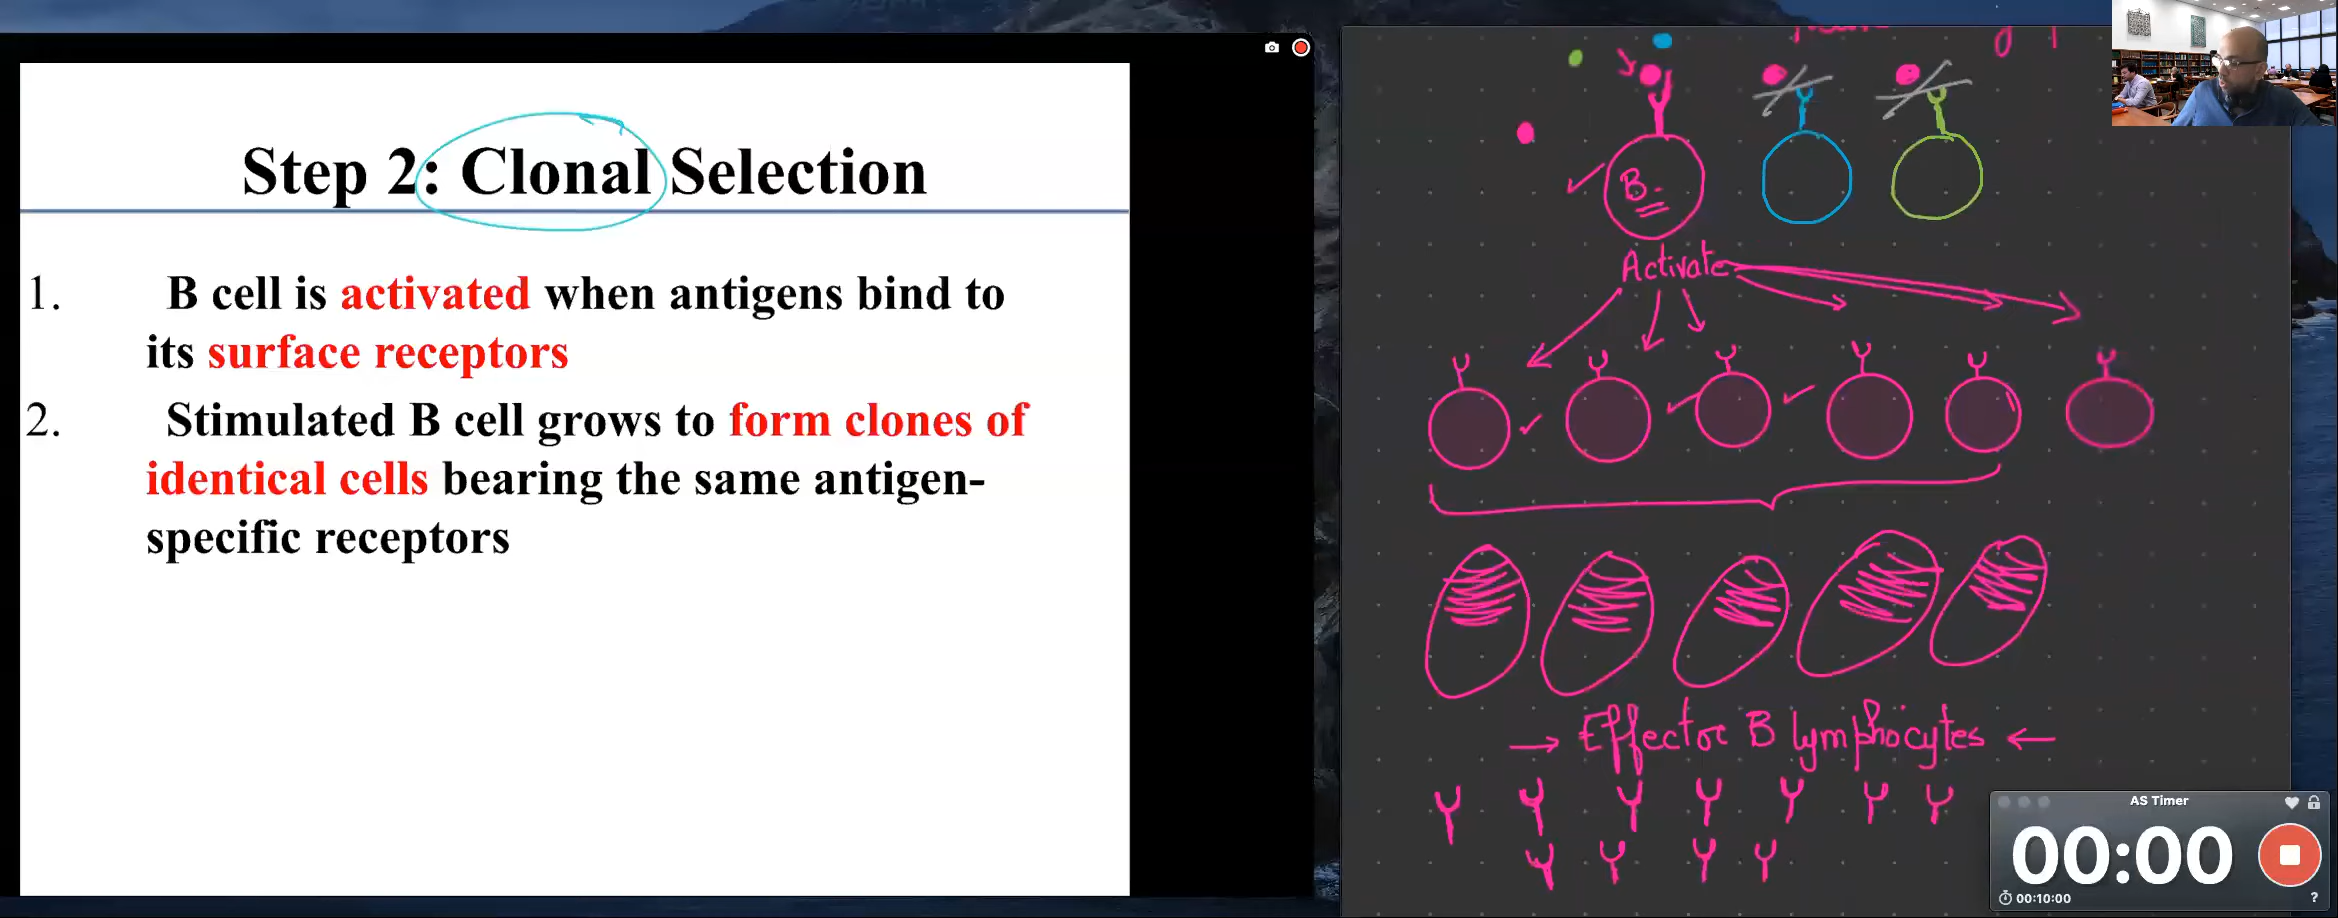 Step 2: Clonal Selection
1. B cell is activated when antigens bind to
its surface receptors
2. Stimulated B cell grows to form clones of
identical cells bearing the same antigen-
specific receptors
B.
Activate
→ Effector B lymphocytes ←
AS Timer
00:00
00:10:00
?